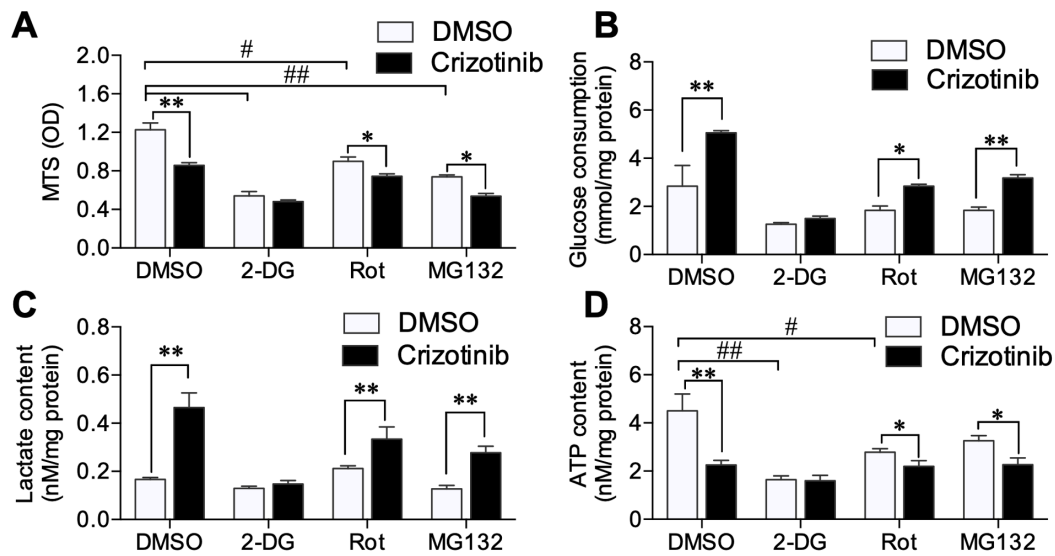 A
MTS (OD)
2.0
1.6
1.2
0.8
0.4
0.0
DMSO
Crizotinib
#
##
**
*
*
DMSO 2-DG Rot MG132
B
Glucose consumption
(mmol/mg protein)
8
6
4
2
0
DMSO
Crizotinib
**
*
**
DMSO 2-DG Rot MG132
C
Lactate content
(nM/mg protein)
0.8
0.6
0.4
0.2
0.0
DMSO
Crizotinib
**
**
**
DMSO 2-DG Rot MG132
D
ATP content
(nM/mg protein)
8
6
4
2
0
DMSO
Crizotinib
#
##
**
*
*
DMSO 2-DG Rot MG132